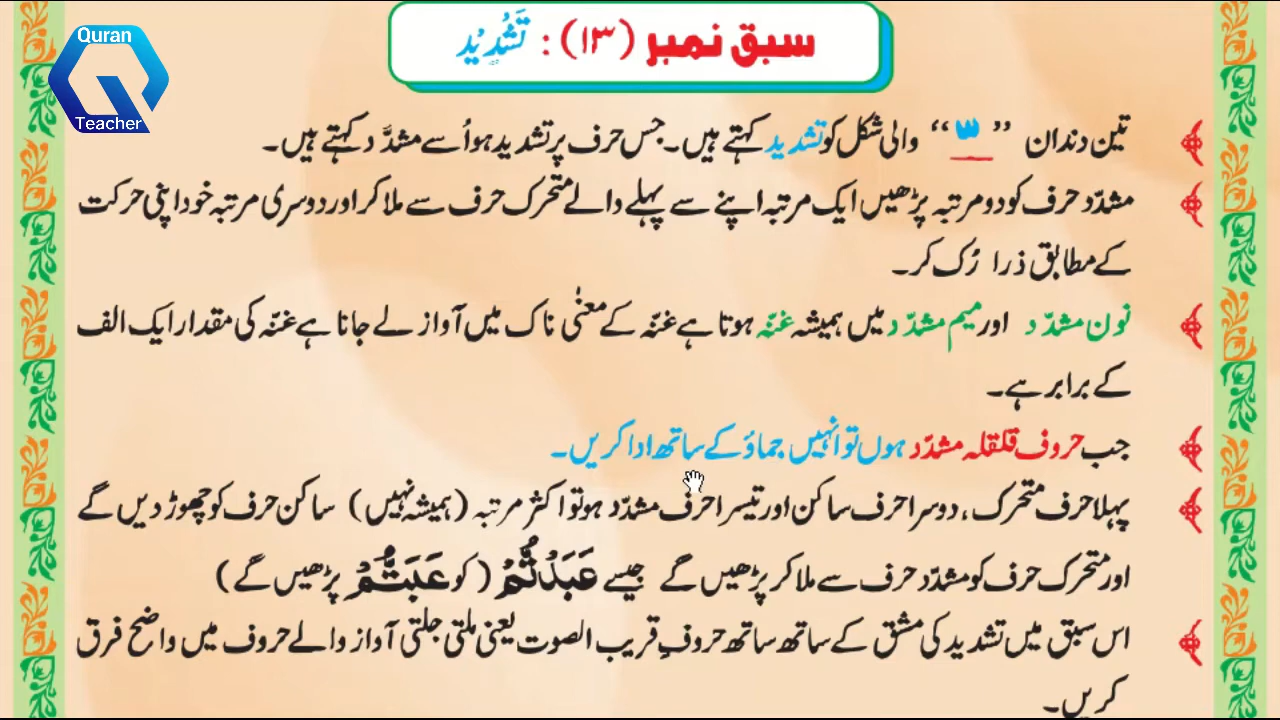 Quran
Teacher
سبق نمبر (۱۳) : تَشْدِیْد
تین دندان ” ـّ “ والی شکل کو تشدید کہتے ہیں۔ جس حرف پر تشدید ہو اُسے مشدَّد کہتے ہیں۔
مشدّد حرف کو دو مرتبہ پڑھیں ایک مرتبہ اپنے سے پہلے والے متحرک حرف سے ملا کر اور دوسری مرتبہ خود اپنی حرکت
کے مطابق ذرا رُک کر۔
نون مشدّد اور میم مشدّد میں ہمیشہ غنّہ ہوتا ہے غنّہ کے معنٰی ناک میں آواز لے جانا ہے غنّہ کی مقدار ایک الف
کے برابر ہے۔
جب حروف قلقلہ مشدّد ہوں تو انہیں جماؤ کے ساتھ ادا کریں۔
پہلا حرف متحرک، دوسرا حرف ساکن اور تیسرا حرف مشدّد ہو تو اکثر مرتبہ (ہمیشہ نہیں) ساکن حرف کو چھوڑ دیں گے
اور متحرک حرف کو مشدّد حرف سے ملا کر پڑھیں گے جیسے عَبَدْتُّمْ (کو عَبَتُّمْ پڑھیں گے)
اس سبق میں تشدید کی مشق کے ساتھ ساتھ حروفِ قریب الصوت یعنی ملتی جلتی آواز والے حروف میں واضح فرق
کریں۔